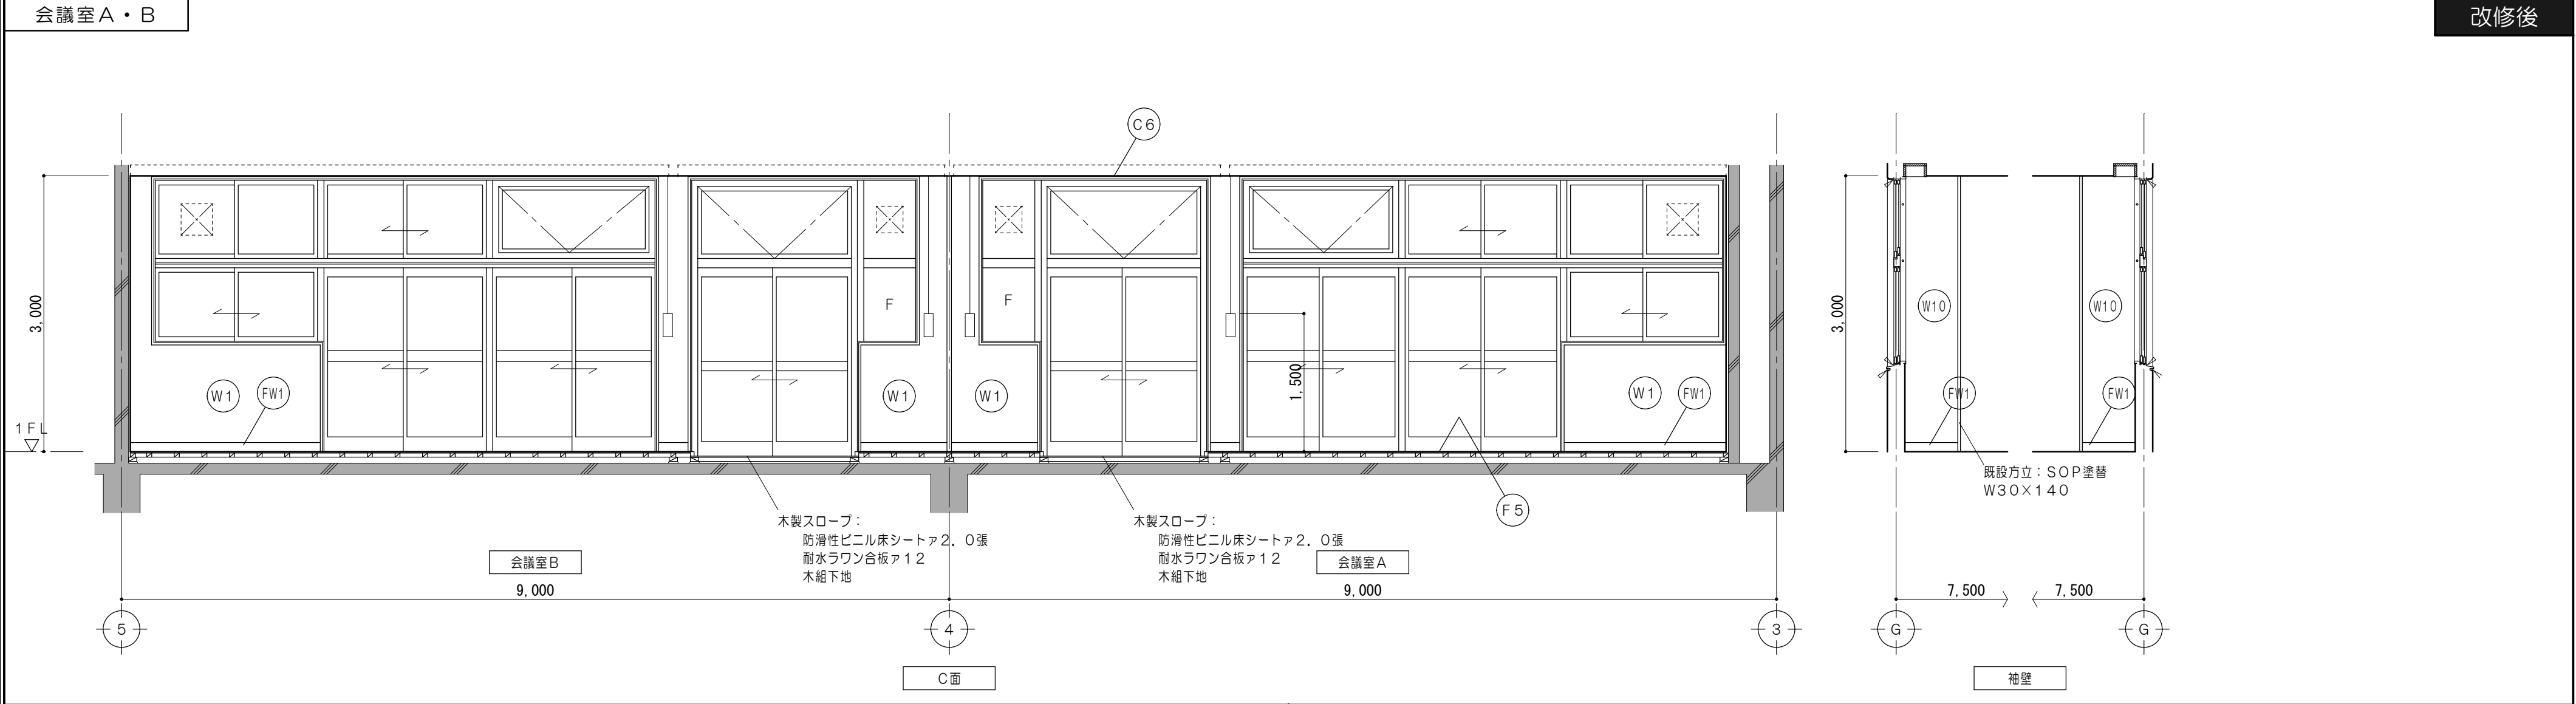 会議室A・B
改修後
C6
3,000
F
F
3,000
W10
W10
1,500
W1
FW1
W1
W1
W1
FW1
FW1
FW1
1FL
既設方立：SOP塗替
W30×140
F5
木製スロープ：
防滑性ビニル床シートァ2.0張
耐水ラワン合板ァ12
木組下地
木製スロープ：
防滑性ビニル床シートァ2.0張
耐水ラワン合板ァ12
木組下地
会議室B
会議室A
9,000
9,000
7,500
7,500
5
4
3
G
G
C面
袖壁